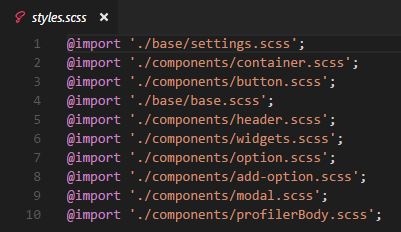 styles.scss ×
1 @import './base/settings.scss';
2 @import './components/container.scss';
3 @import './components/button.scss';
4 @import './base/base.scss';
5 @import './components/header.scss';
6 @import './components/widgets.scss';
7 @import './components/option.scss';
8 @import './components/add-option.scss';
9 @import './components/modal.scss';
10 @import './components/profilerBody.scss';